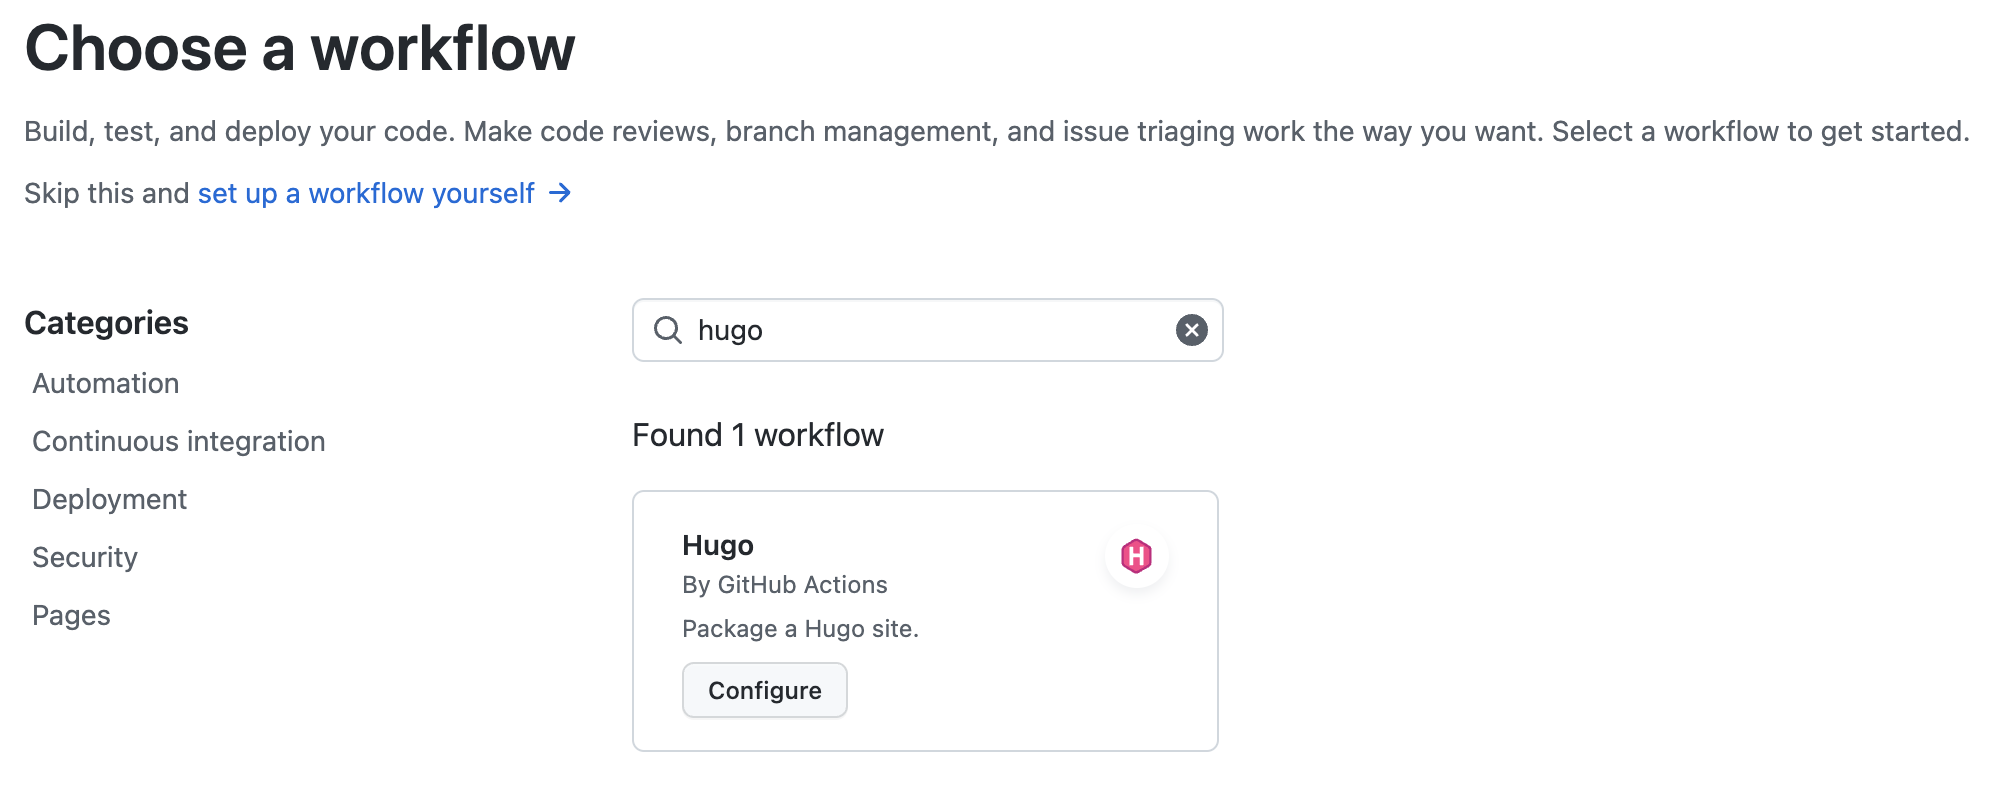 Choose a workflow
Build, test, and deploy your code. Make code reviews, branch management, and issue triaging work the way you want. Select a workflow to get started.
Skip this and set up a workflow yourself →
Categories
Automation
Continuous integration
Deployment
Security
Pages
hugo
Found 1 workflow
Hugo
H
By GitHub Actions
Package a Hugo site.
Configure